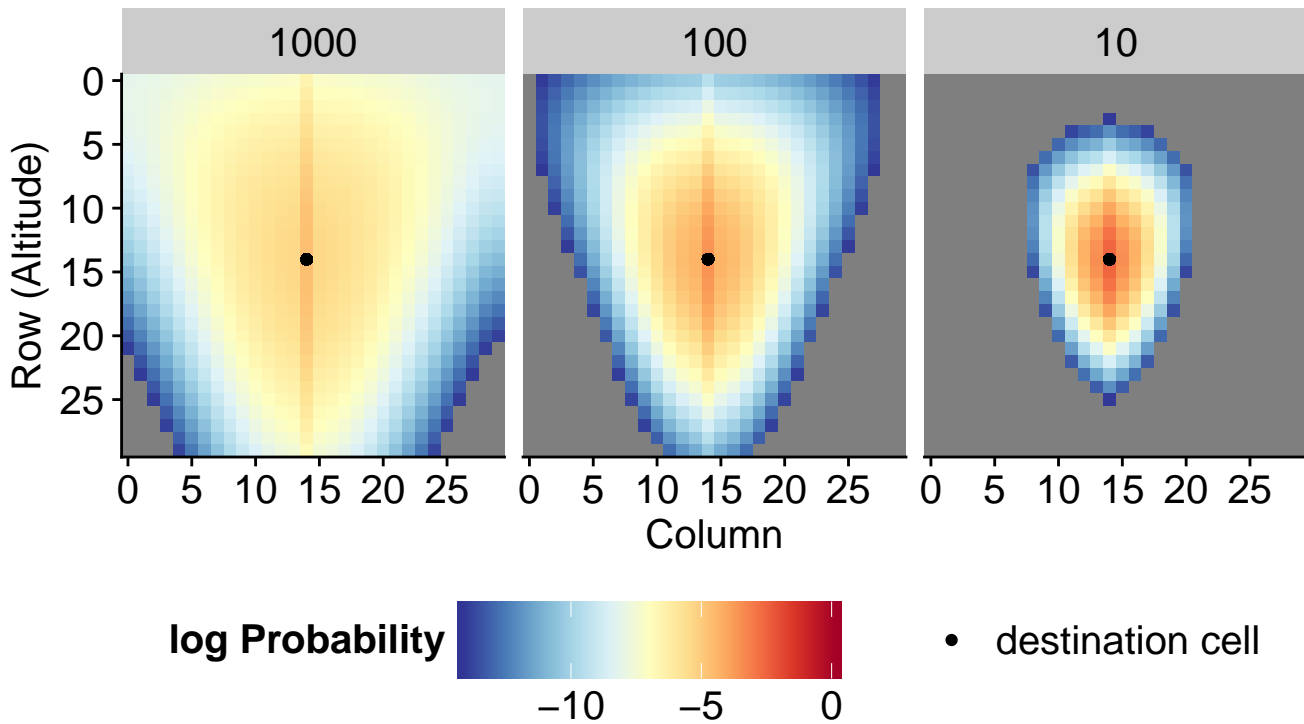 1000 100 10
0
5
10
15
20
25
Row (Altitude)
0 5 10 15 20 25 0 5 10 15 20 25 0 5 10 15 20 25
Column
log Probability
−10 −5 0
destination cell